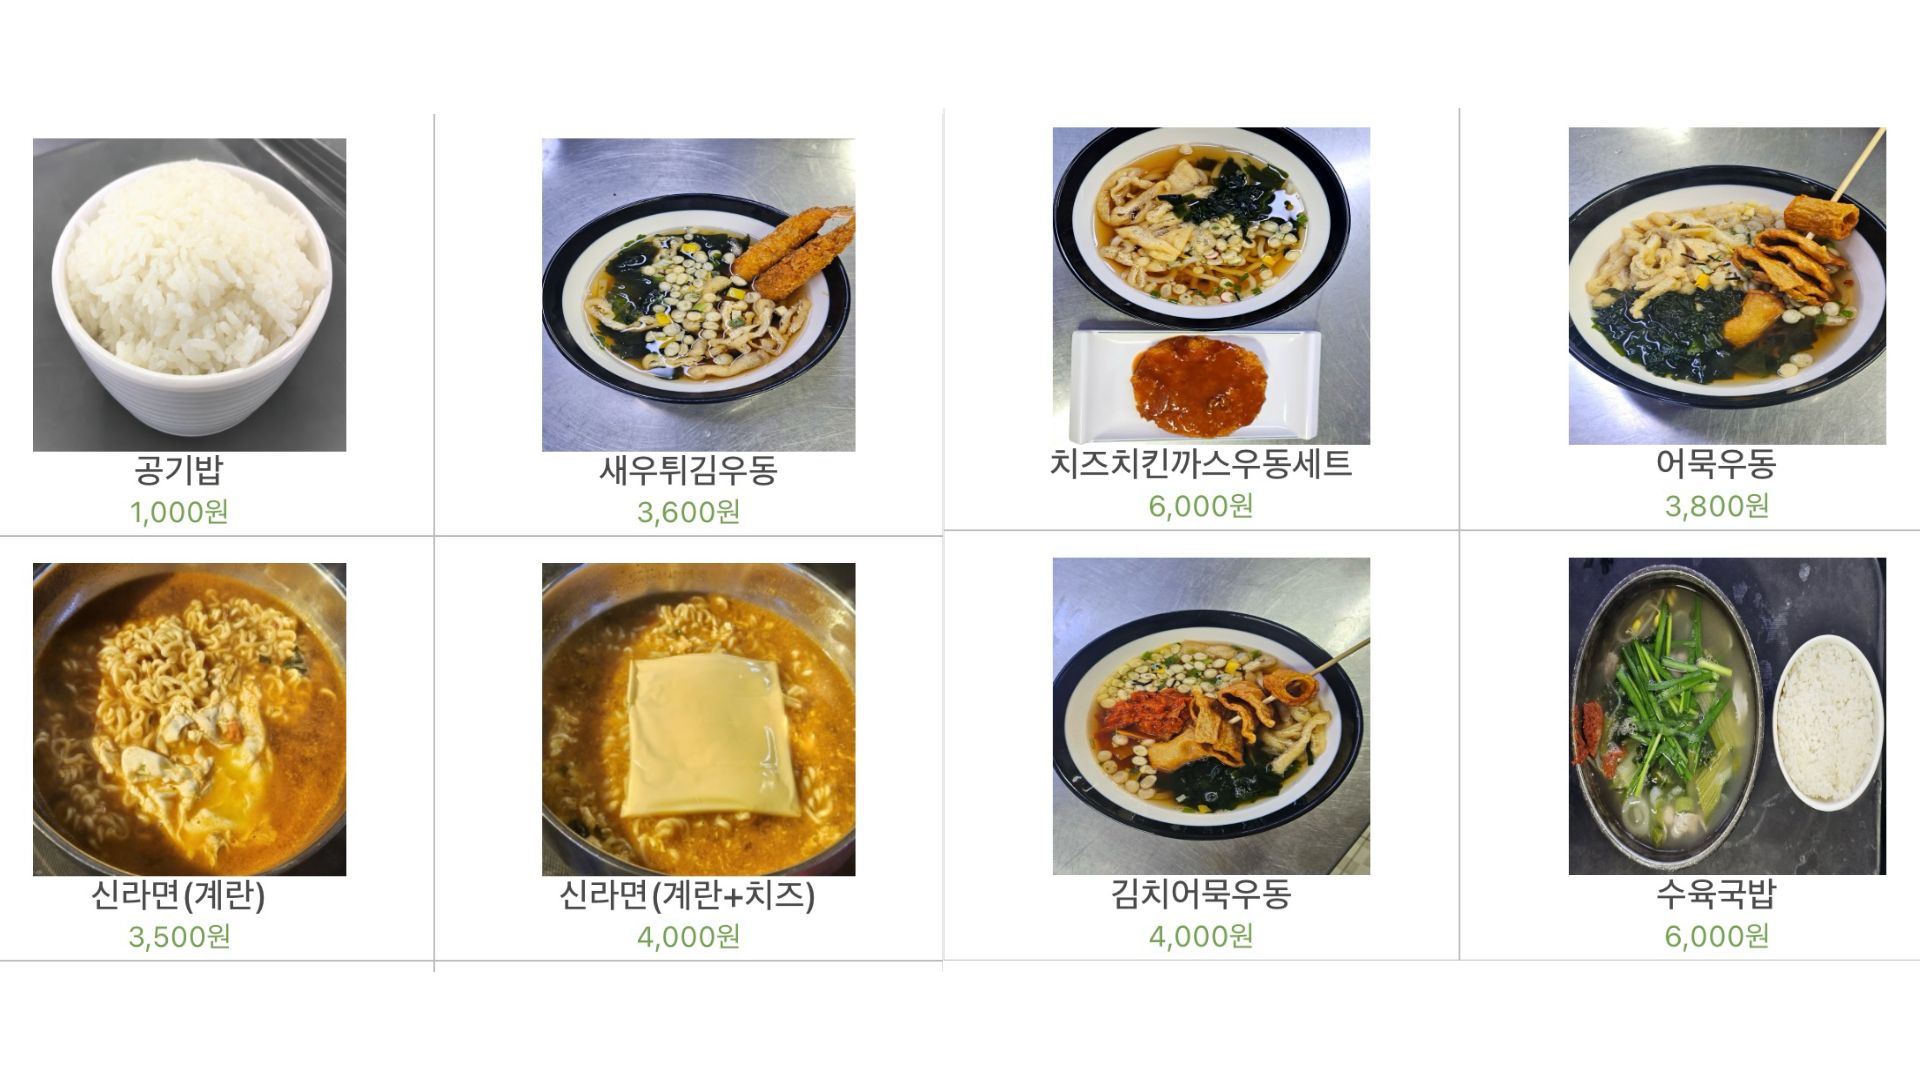 공기밥
1,000원
새우튀김우동
3,600원
치즈치킨까스우동세트
6,000원
어묵우동
3,800원
신라면(계란)
3,500원
신라면(계란+치즈)
4,000원
김치어묵우동
4,000원
수육국밥
6,000원